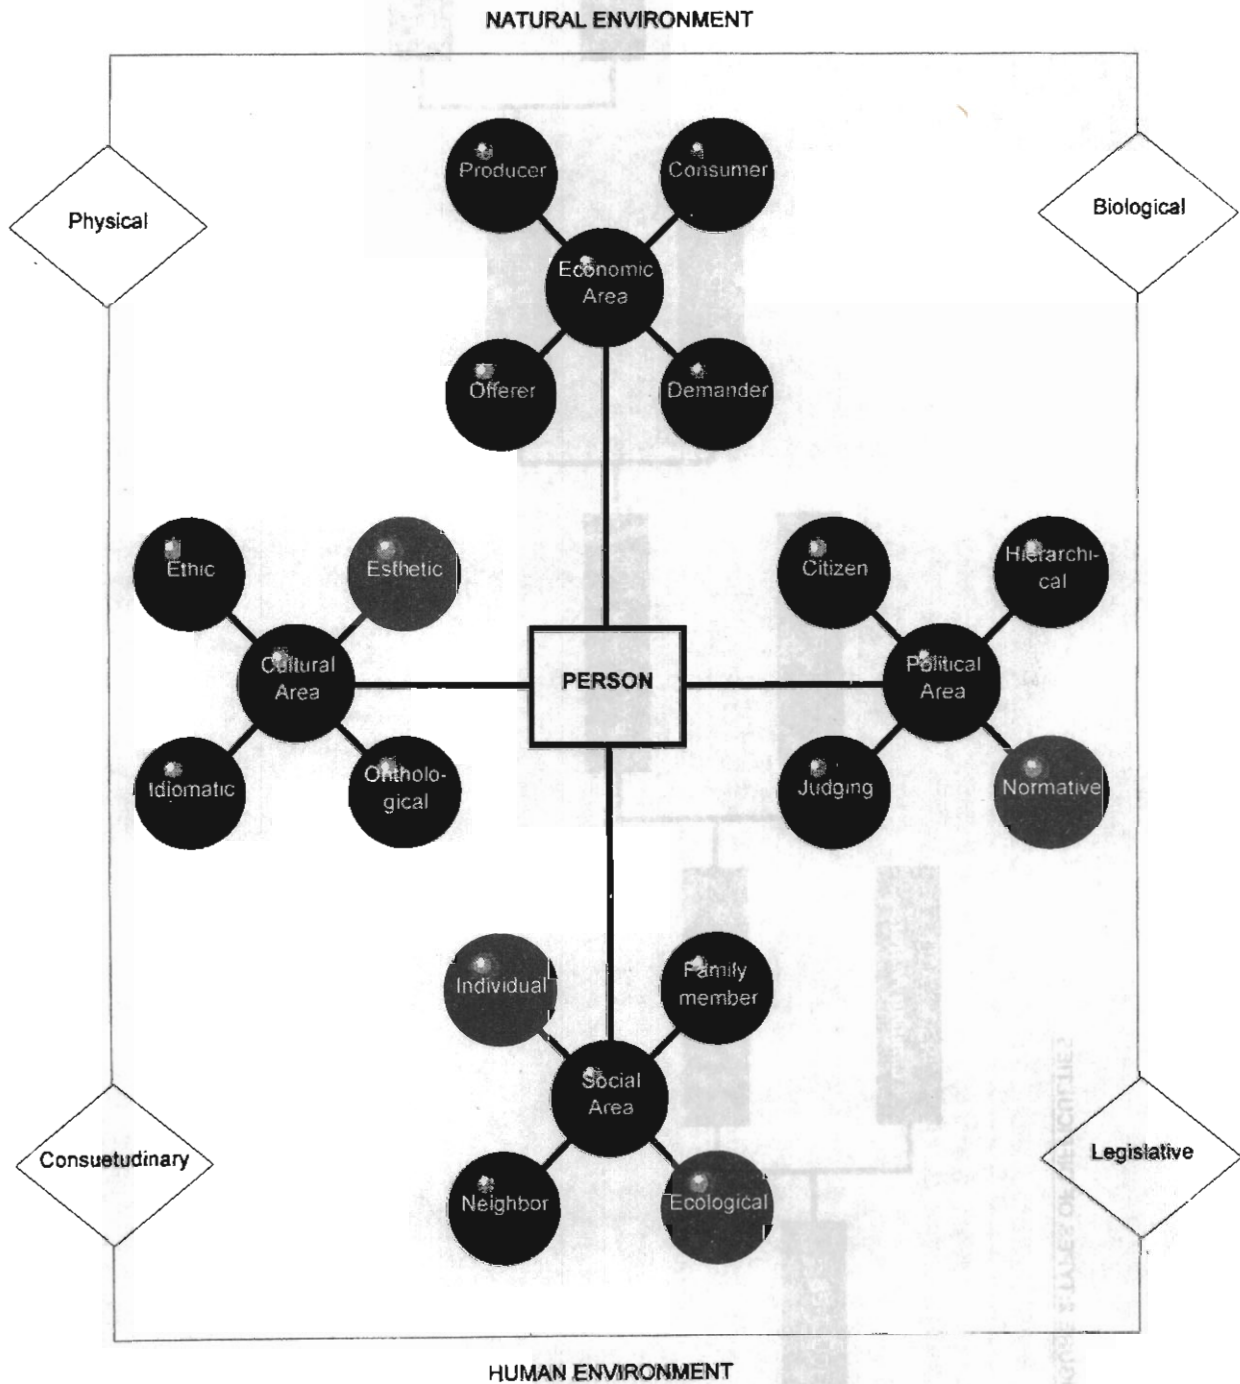 NATURAL ENVIRONMENT
Producer
Consumer
Physical
Biological
Economic
Area
Offerer
Demander
Ethic
Esthetic
Citizen
Hierarchi-
cal
Cultural
Area
PERSON
Political
Area
Idiomatic
Onthólo-
gical
Judging
Normative
Individual
Family
member
Social
Area
Consuetudinary
Legislative
Neighbor
Ecological
HUMAN ENVIRONMENT